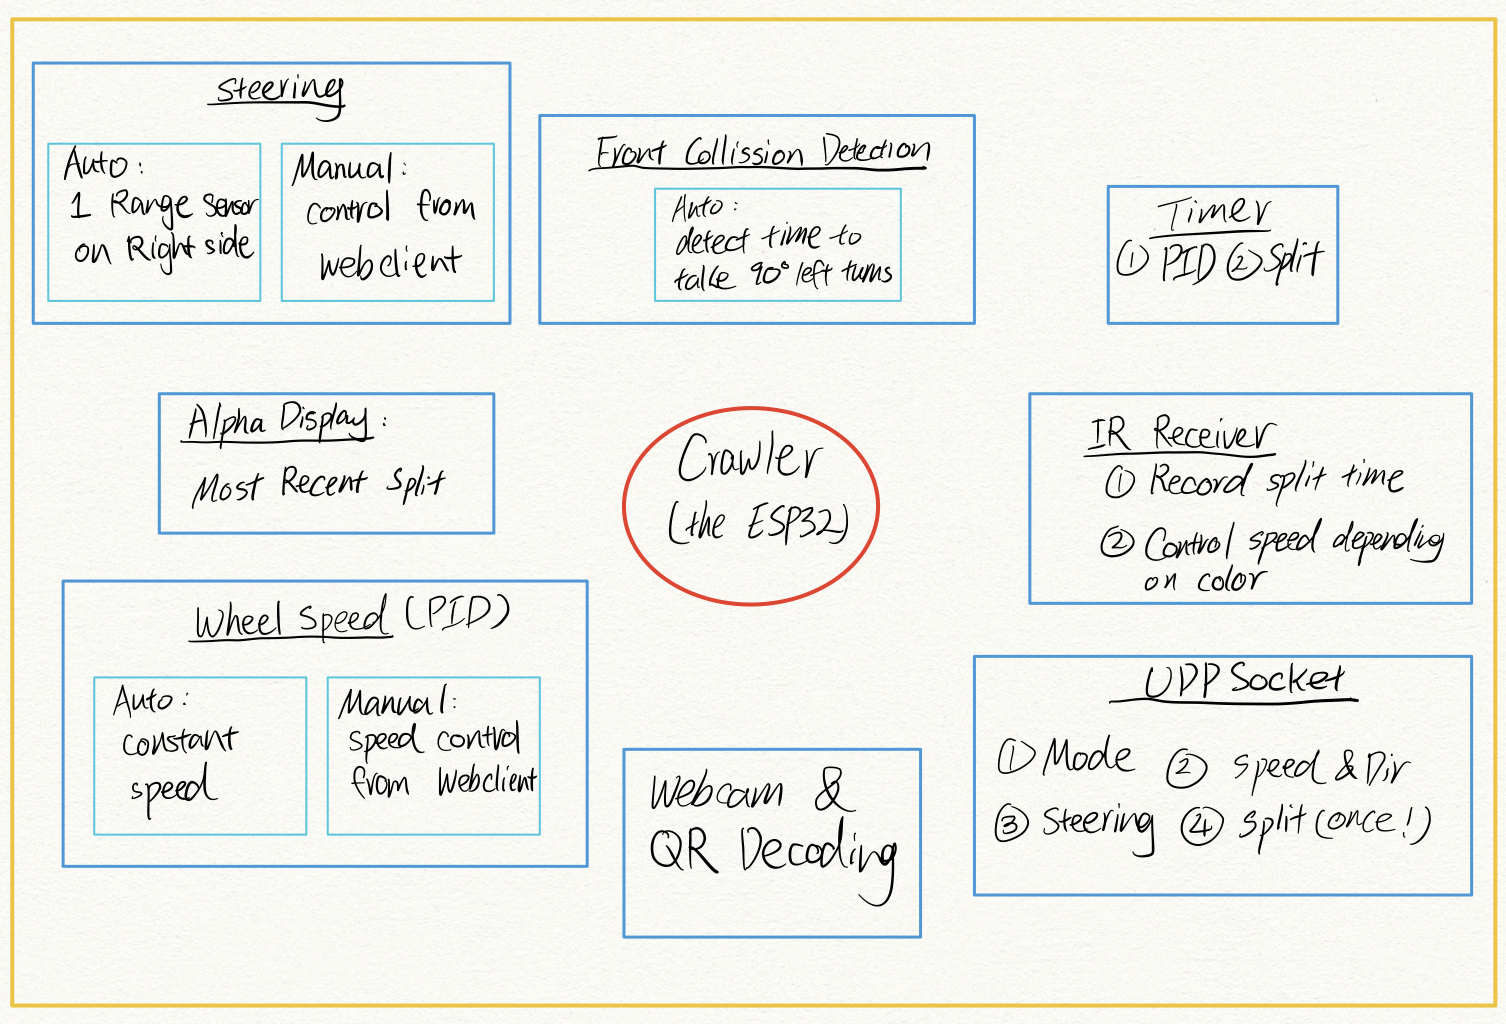 Steering
Auto:
1 Range Sensor
on Right side
Manual:
control from
webclient
Front Collission Detection
Auto:
detect time to
take 90° left turns
Timer
① PID ② Split
Alpha Display:
Most Recent Split
Crawler
(the ESP32)
IR Receiver
① Record split time
② Control speed depending
on color
Wheel Speed (PID)
Auto:
constant
speed
Manual:
speed control
from Webclient
Webcam &
QR Decoding
UDP Socket
① Mode ② Speed & Dir
③ Steering ④ Split (once!)